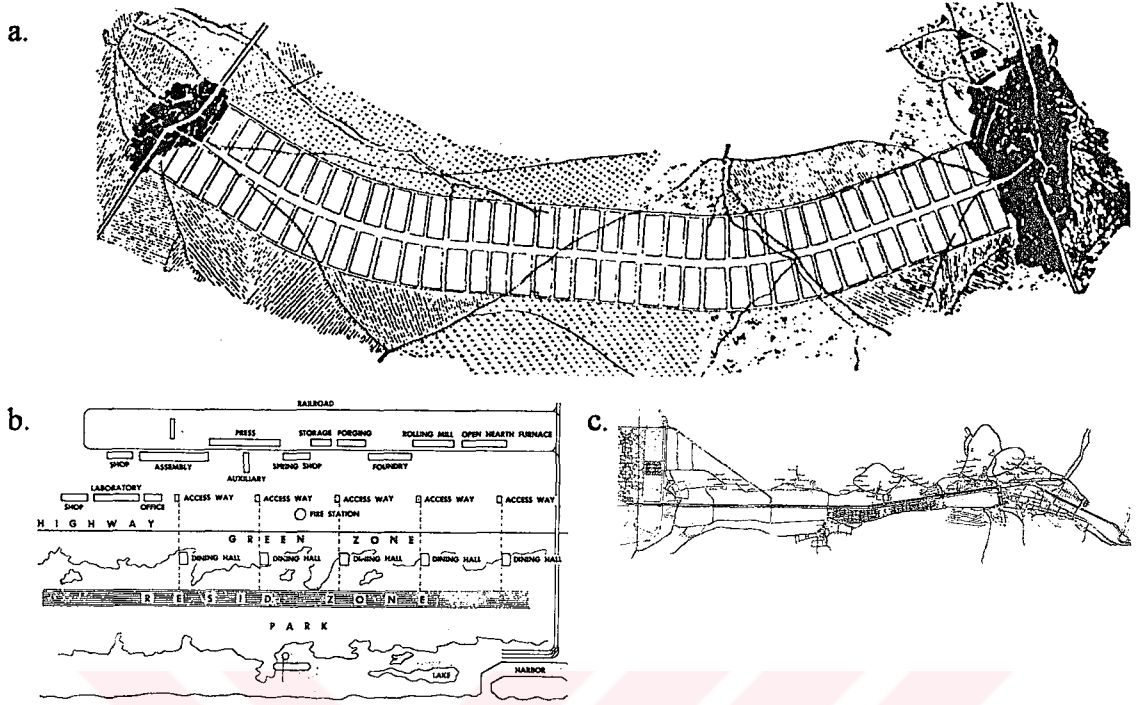 a.
b.
RAILROAD
PRESS
STORAGE FORGING
ROLLING MILL OPEN HEARTH FURNACE
SHOP
ASSEMBLY
AUXILIARY
SPRING SHOP
FOUNDRY
LABORATORY
SHOP
OFFICE
ACCESS WAY
ACCESS WAY
ACCESS WAY
ACCESS WAY
ACCESS WAY
FIRE STATION
HIGHWAY
GREEN ZONE
DINING HALL
DINING HALL
DINING HALL
DINING HALL
DINING HALL
RESID. ZONE
PARK
LAKE
HARBOR
c.